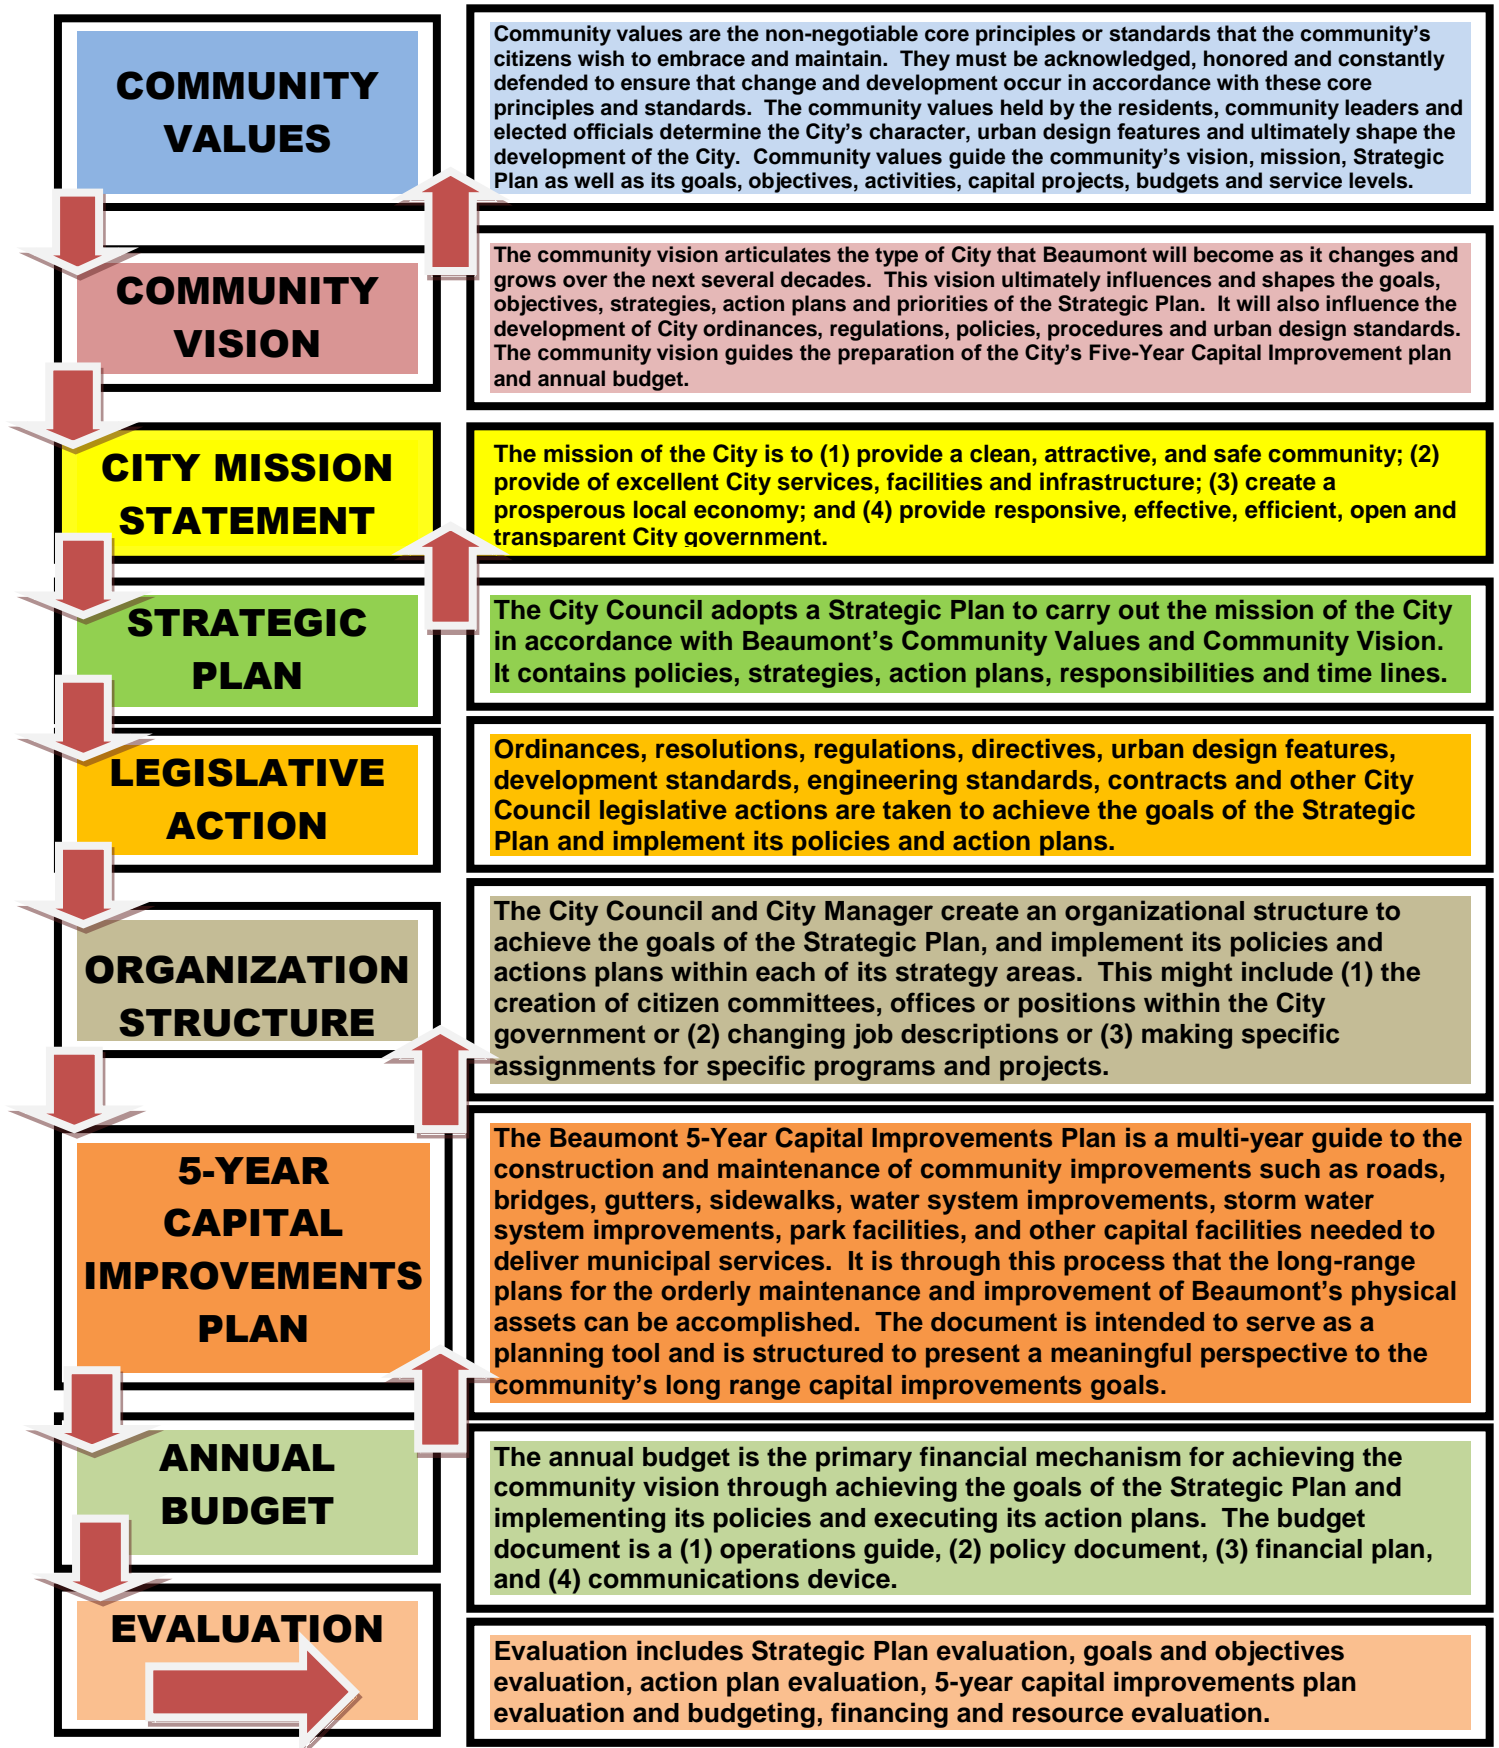 COMMUNITY
VALUES
Community values are the non-negotiable core principles or standards that the community’s
citizens wish to embrace and maintain.  They must be acknowledged, honored and constantly
defended to ensure that change and development occur in accordance with these core
principles and standards.  The community values held by the residents, community leaders and
elected officials determine the City’s character, urban design features and ultimately shape the
development of the City.  Community values guide the community’s vision, mission, Strategic
Plan as well as its goals, objectives, activities, capital projects, budgets and service levels.
COMMUNITY
VISION
The community vision articulates the type of City that Beaumont will become as it changes and
grows over the next several decades.  This vision ultimately influences and shapes the goals,
objectives, strategies, action plans and priorities of the Strategic Plan.  It will also influence the
development of City ordinances, regulations, policies, procedures and urban design standards.
The community vision guides the preparation of the City’s Five-Year Capital Improvement plan
and annual budget.
CITY MISSION
STATEMENT
The mission of the City is to (1) provide a clean, attractive, and safe community; (2)
provide of excellent City services, facilities and infrastructure; (3) create a
prosperous local economy; and (4) provide responsive, effective, efficient, open and
transparent City government.
STRATEGIC
PLAN
The City Council adopts a Strategic Plan to carry out the mission of the City
in accordance with Beaumont’s Community Values and Community Vision.
It contains policies, strategies, action plans, responsibilities and time lines.
LEGISLATIVE
ACTION
Ordinances, resolutions, regulations, directives, urban design features,
development standards, engineering standards, contracts and other City
Council legislative actions are taken to achieve the goals of the Strategic
Plan and implement its policies and action plans.
ORGANIZATION
STRUCTURE
The City Council and City Manager create an organizational structure to
achieve the goals of the Strategic Plan, and implement its policies and
actions plans within each of its strategy areas.  This might include (1) the
creation of citizen committees, offices or positions within the City
government or (2) changing job descriptions or (3) making specific
assignments for specific programs and projects.
5-YEAR
CAPITAL
IMPROVEMENTS
PLAN
The Beaumont 5-Year Capital Improvements Plan is a multi-year guide to the
construction and maintenance of community improvements such as roads,
bridges, gutters, sidewalks, water system improvements, storm water
system improvements, park facilities, and other capital facilities needed to
deliver municipal services.  It is through this process that the long-range
plans for the orderly maintenance and improvement of Beaumont’s physical
assets can be accomplished.  The document is intended to serve as a
planning tool and is structured to present a meaningful perspective to the
community’s long range capital improvements goals.
ANNUAL
BUDGET
The annual budget is the primary financial mechanism for achieving the
community vision through achieving the goals of the Strategic Plan and
implementing its policies and executing its action plans.  The budget
document is a (1) operations guide, (2) policy document, (3) financial plan,
and (4) communications device.
EVALUATION
Evaluation includes Strategic Plan evaluation, goals and objectives
evaluation, action plan evaluation, 5-year capital improvements plan
evaluation and budgeting, financing and resource evaluation.